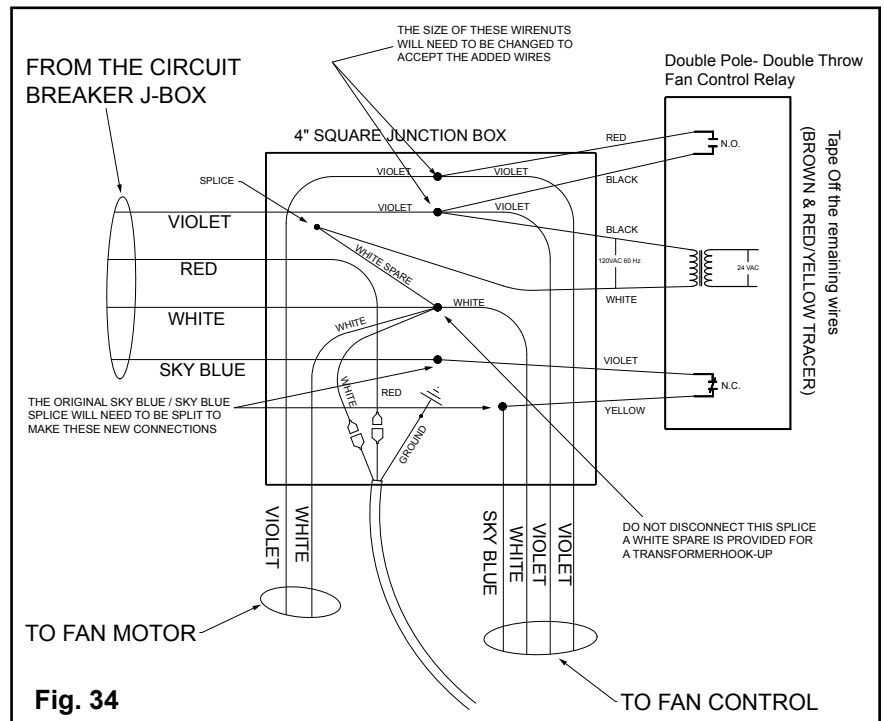 THE SIZE OF THESE WIRENUTS
WILL NEED TO BE CHANGED TO
ACCEPT THE ADDED WIRES
FROM THE CIRCUIT
BREAKER J-BOX
Double Pole- Double Throw
Fan Control Relay
4" SQUARE JUNCTION BOX
RED
N.O.
Tape Off the remaining wires
(BROWN & RED/YELLOW TRACER)
SPLICE
VIOLET
VIOLET
BLACK
VIOLET
VIOLET
VIOLET
BLACK
RED
WHITE SPARE
120VAC 60 Hz
24 VAC
WHITE
WHITE
WHITE
WHITE
SKY BLUE
VIOLET
N.C.
WHITE
RED
GROUND
YELLOW
THE ORIGINAL SKY BLUE / SKY BLUE
SPLICE WILL NEED TO BE SPLIT TO
MAKE THESE NEW CONNECTIONS
VIOLET
WHITE
SKY BLUE
WHITE
VIOLET
VIOLET
DO NOT DISCONNECT THIS SPLICE
A WHITE SPARE IS PROVIDED FOR
A TRANSFORMERHOOK-UP
TO FAN MOTOR
TO FAN CONTROL
Fig. 34